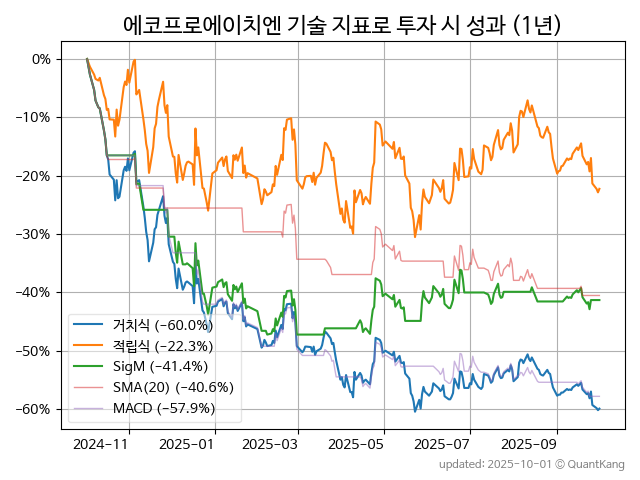 에코프로에이치엔 기술 지표로 투자 시 성과 (1년)
0%
−10%
−20%
−30%
−40%
−50%
−60%
거치식 (−60.0%)
적립식 (−22.3%)
SigM (−41.4%)
SMA(20) (−40.6%)
MACD (−57.9%)
2024-11
2025-01
2025-03
2025-05
2025-07
2025-09
updated: 2025-10-01 © QuantKang